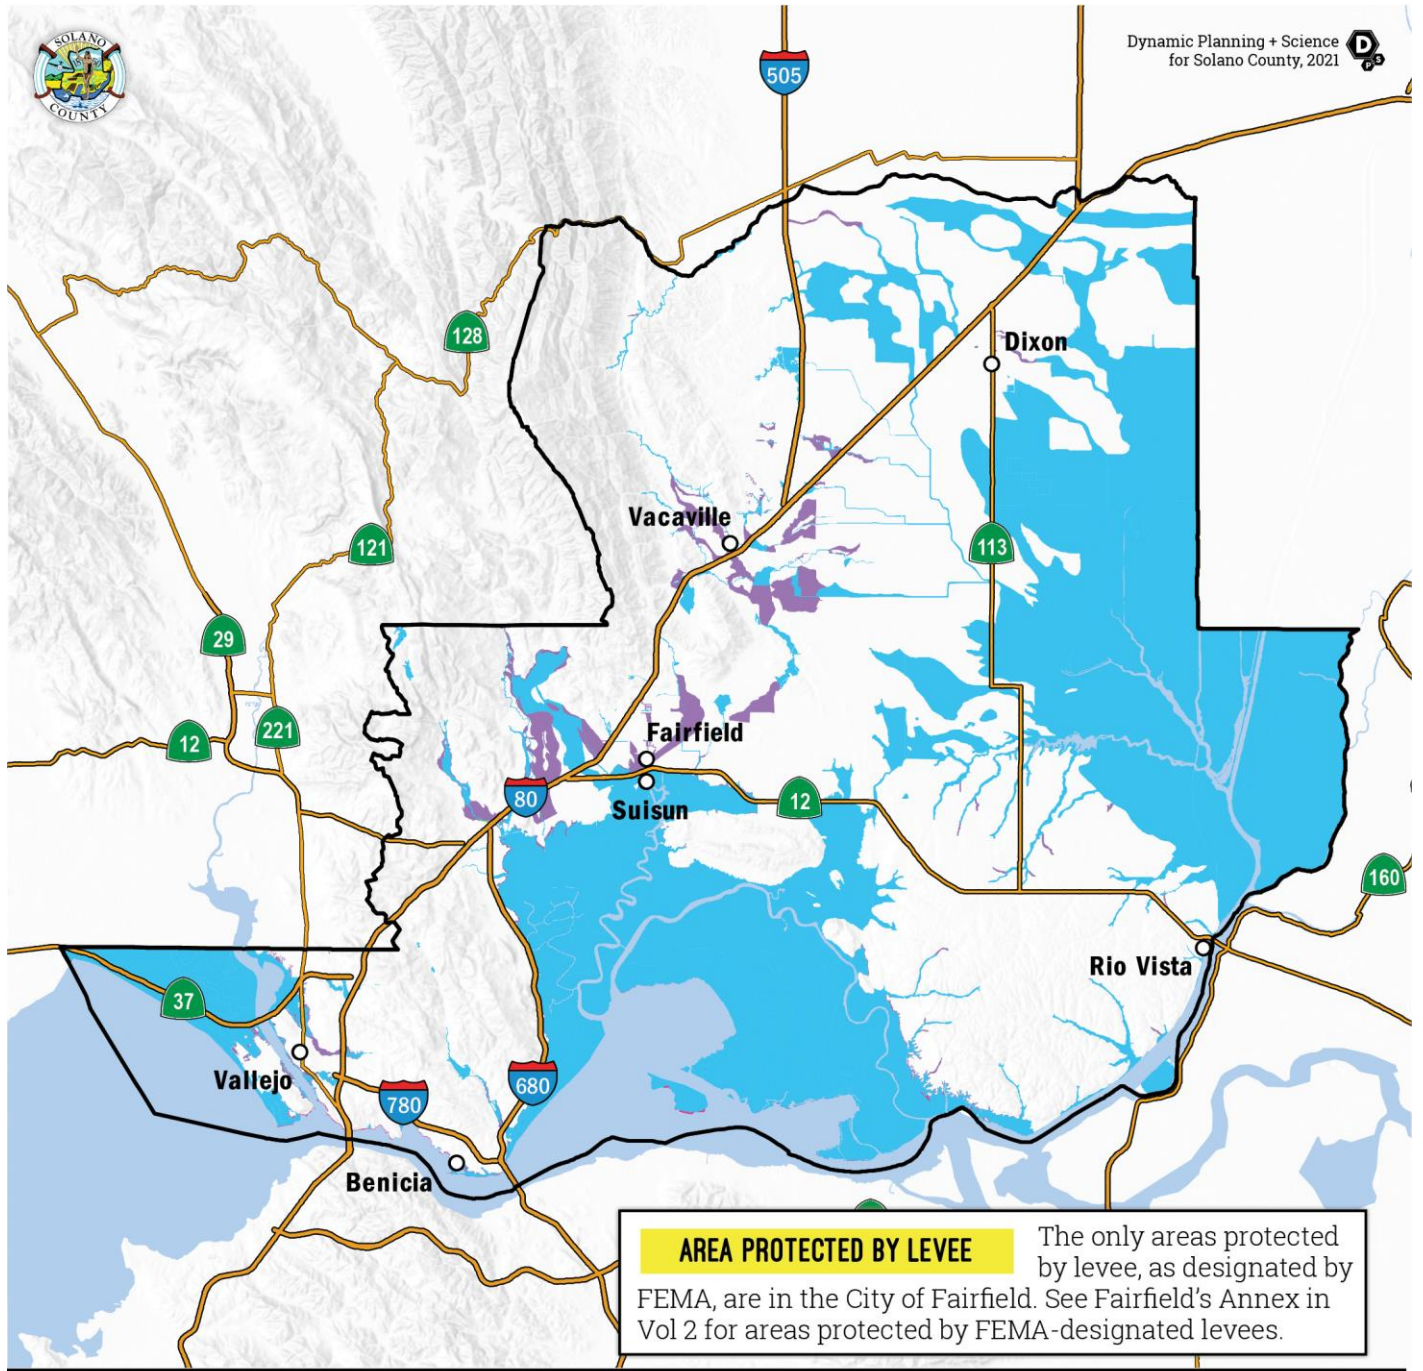 SOLANO
COUNTY
Dynamic Planning + Science
for Solano County, 2021
D
P S
505
128
Dixon
Vacaville
121
113
29
12
221
Fairfield
80
Suisun
12
160
Rio Vista
37
Vallejo
680
780
Benicia
AREA PROTECTED BY LEVEE
The only areas protected
by levee, as designated by
FEMA, are in the City of Fairfield. See Fairfield's Annex in
Vol 2 for areas protected by FEMA-designated levees.